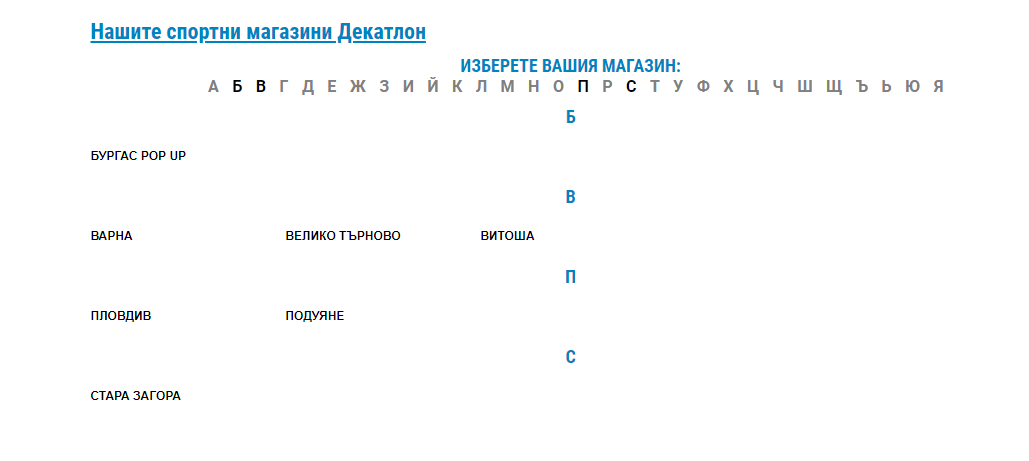 Нашите спортни магазини Декатлон
ИЗБЕРЕТЕ ВАШИЯ МАГАЗИН:
А Б В Г Д Е Ж З И Й К Л М Н О П Р С Т У Ф Х Ц Ч Ш Щ Ъ Ь Ю Я
Б
БУРГАС POP UP
В
ВАРНА ВЕЛИКО ТЪРНОВО ВИТОША
П
ПЛОВДИВ ПОДУЯНЕ
С
СТАРА ЗАГОРА